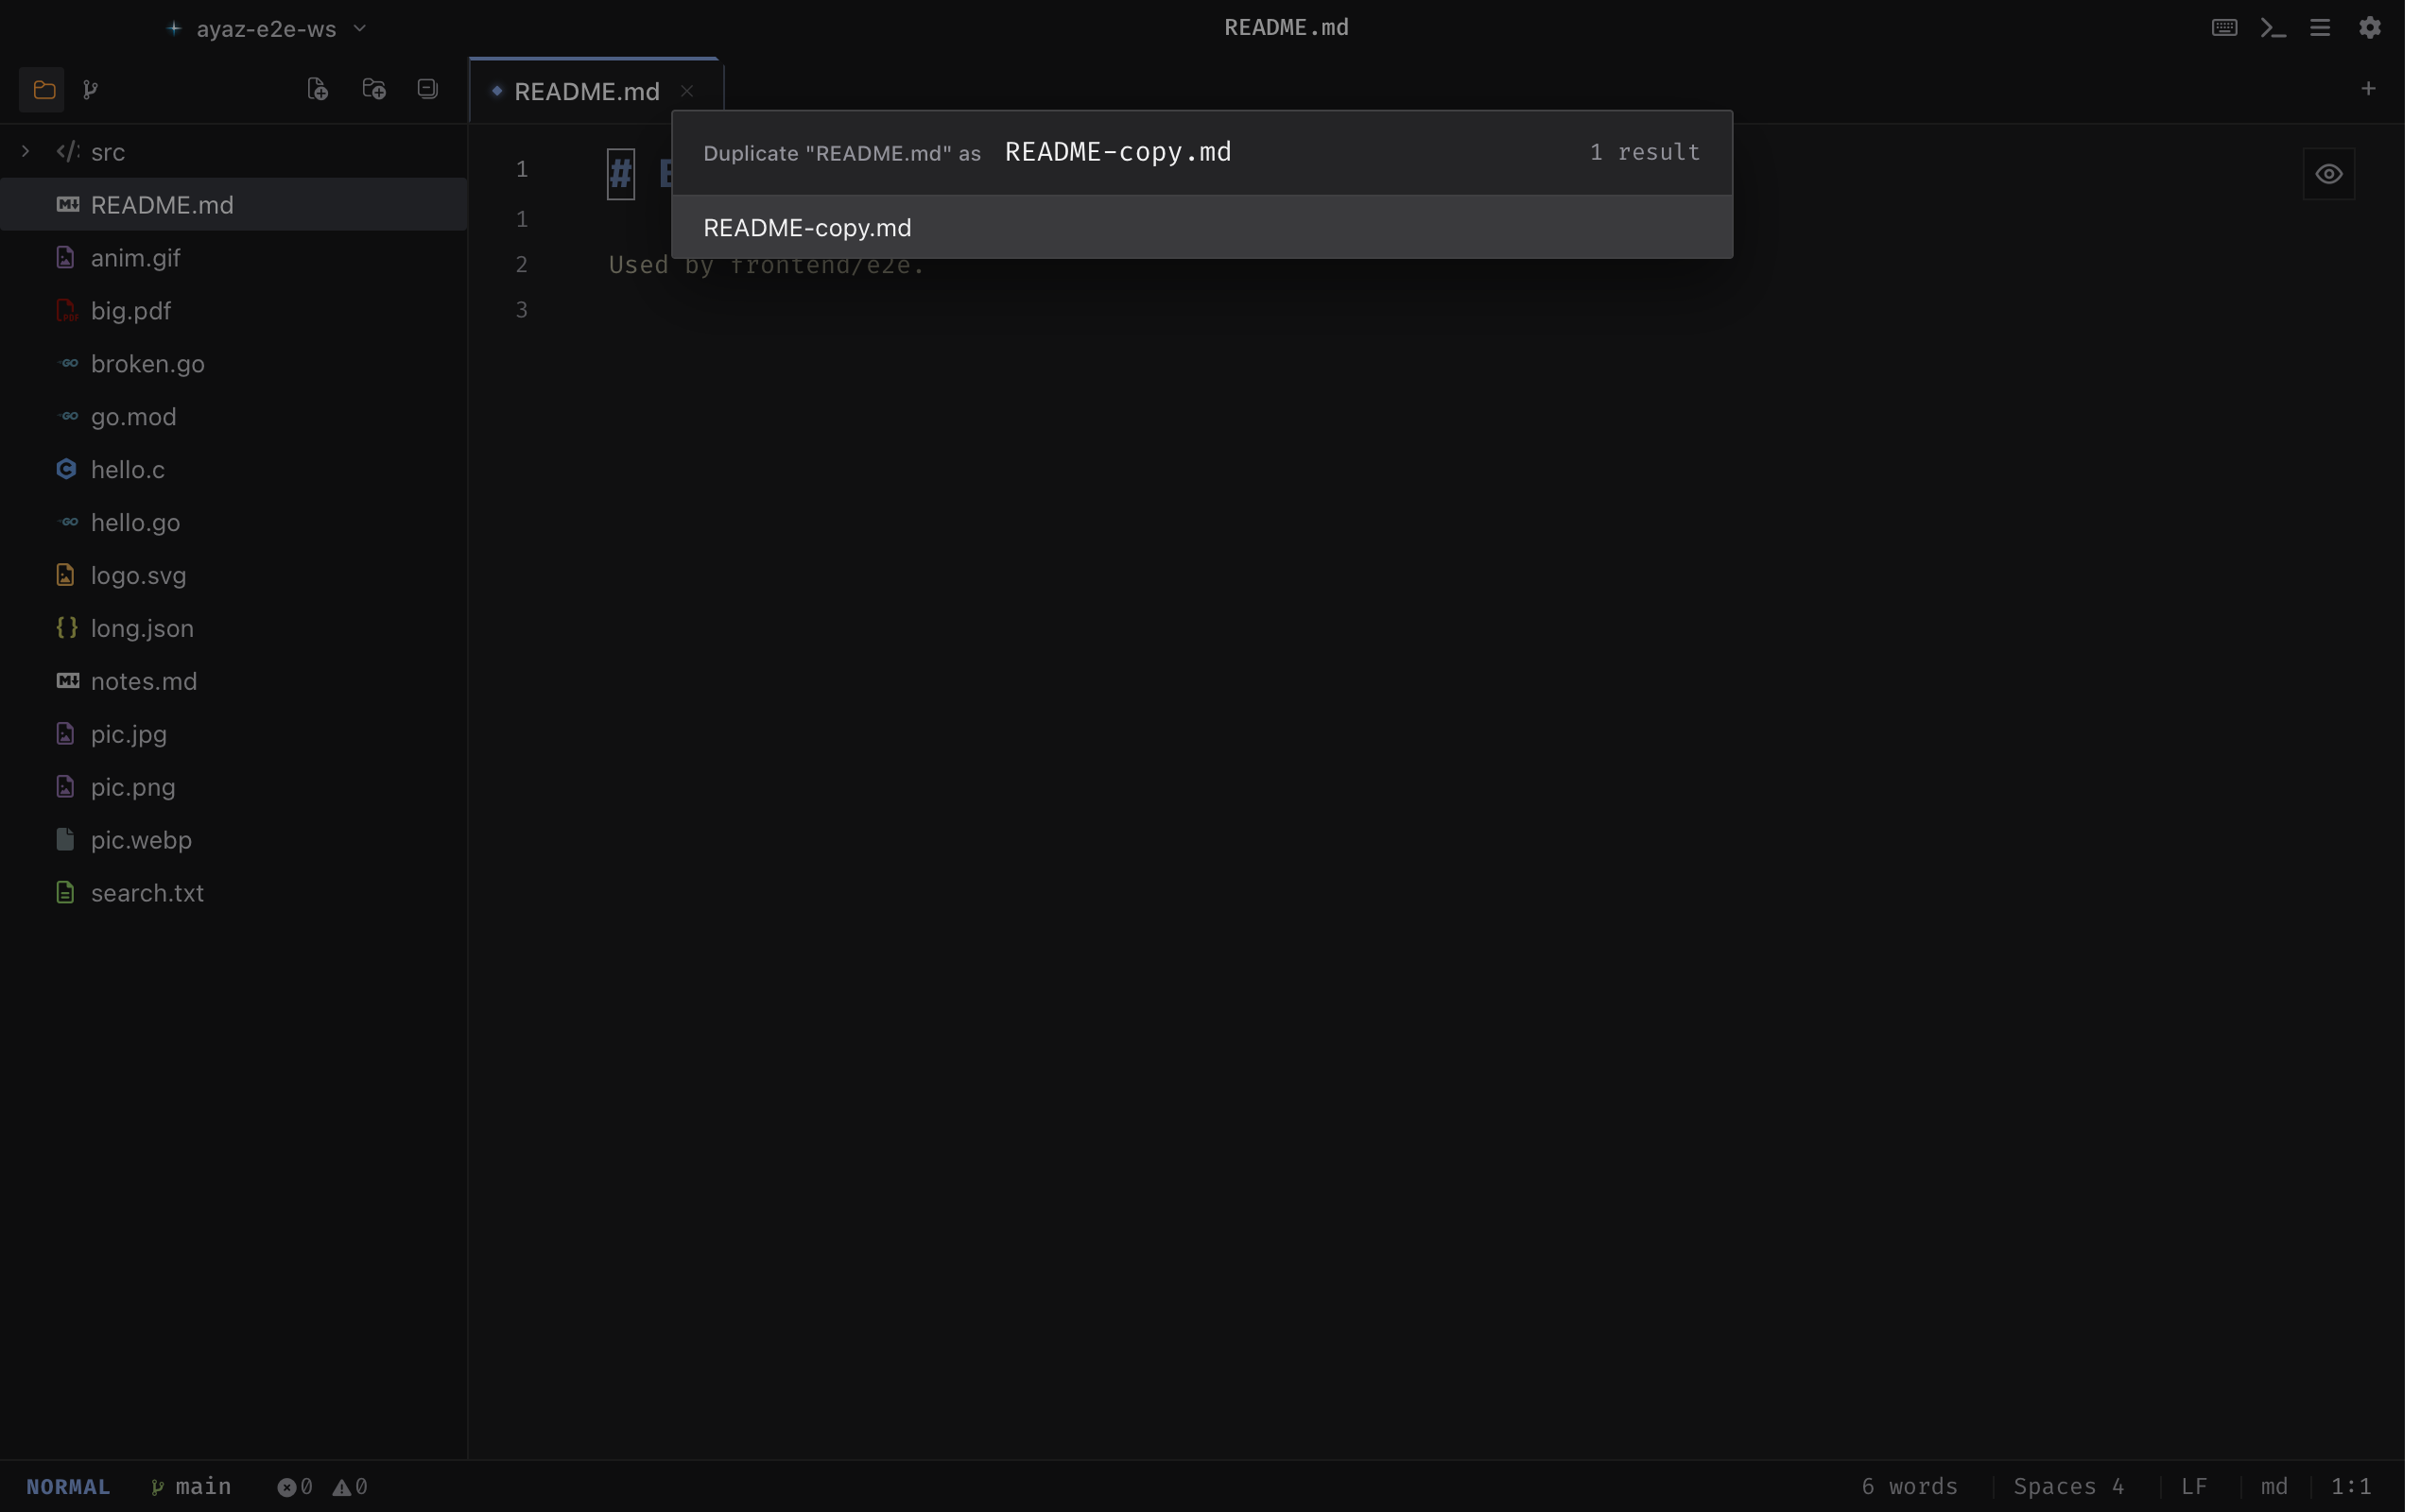 ayaz-e2e-ws
README.md
README.md
Duplicate "README.md" as README-copy.md 1 result
README-copy.md
src
README.md
anim.gif
big.pdf
broken.go
go.mod
hello.c
hello.go
logo.svg
long.json
notes.md
pic.jpg
pic.png
pic.webp
search.txt
1 #
1
2 Used by frontend/e2e.
3
NORMAL main 0 0 6 words Spaces 4 LF md 1:1